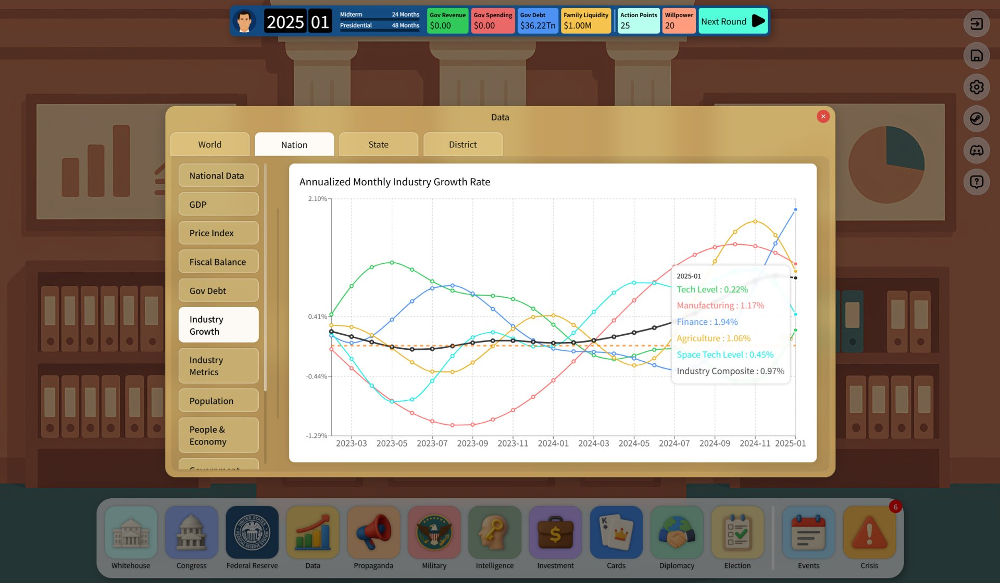 2025 01
Midterm 24 Months
Presidential 48 Months
Gov Revenue
$0.00
Gov Spending
$0.00
Gov Debt
$36.22Tn
Family Liquidity
$1.00M
Action Points
25
Willpower
20
Next Round
Data
World
Nation
State
District
National Data
GDP
Price Index
Fiscal Balance
Gov Debt
Industry
Growth
Industry
Metrics
Population
People &
Economy
Government
Annualized Monthly Industry Growth Rate
2.10%
0.41%
-0.44%
-1.29%
2023-03
2023-05
2023-07
2023-09
2023-11
2024-01
2024-03
2024-05
2024-07
2024-09
2024-11
2025-01
2025-01
Tech Level : 0.22%
Manufacturing : 1.17%
Finance : 1.94%
Agriculture : 1.06%
Space Tech Level : 0.45%
Industry Composite : 0.97%
UNITED STATES
FEDERAL RESERVE SYSTEM
K
$
6
Whitehouse
Congress
Federal Reserve
Data
Propaganda
Military
Intelligence
Investment
Cards
Diplomacy
Election
Events
Crisis